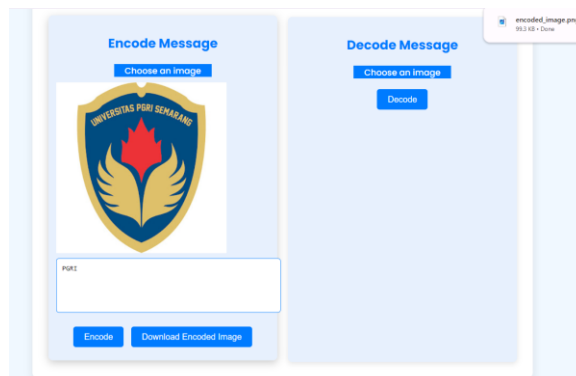 Encode Message
Choose an image
UNIVERSITAS PGRI SEMARANG
PGRI
Encode
Download Encoded Image
Decode Message
Choose an image
Decode
encoded_image.png
99.3 KB • Done